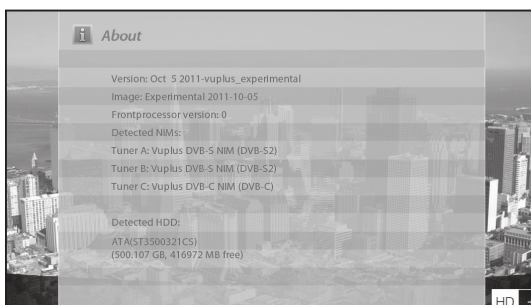 About
Version: Oct 5 2011-vuplus_experimental
Image: Experimental 2011-10-05
Frontprocessor version: 0
Detected NIMs:
Tuner A: Vuplus DVB-S NIM (DVB-S2)
Tuner B: Vuplus DVB-S NIM (DVB-S2)
Tuner C: Vuplus DVB-C NIM (DVB-C)
Detected HDD:
ATA(ST3500321CS)
(500.107 GB, 416972 MB free)
HD